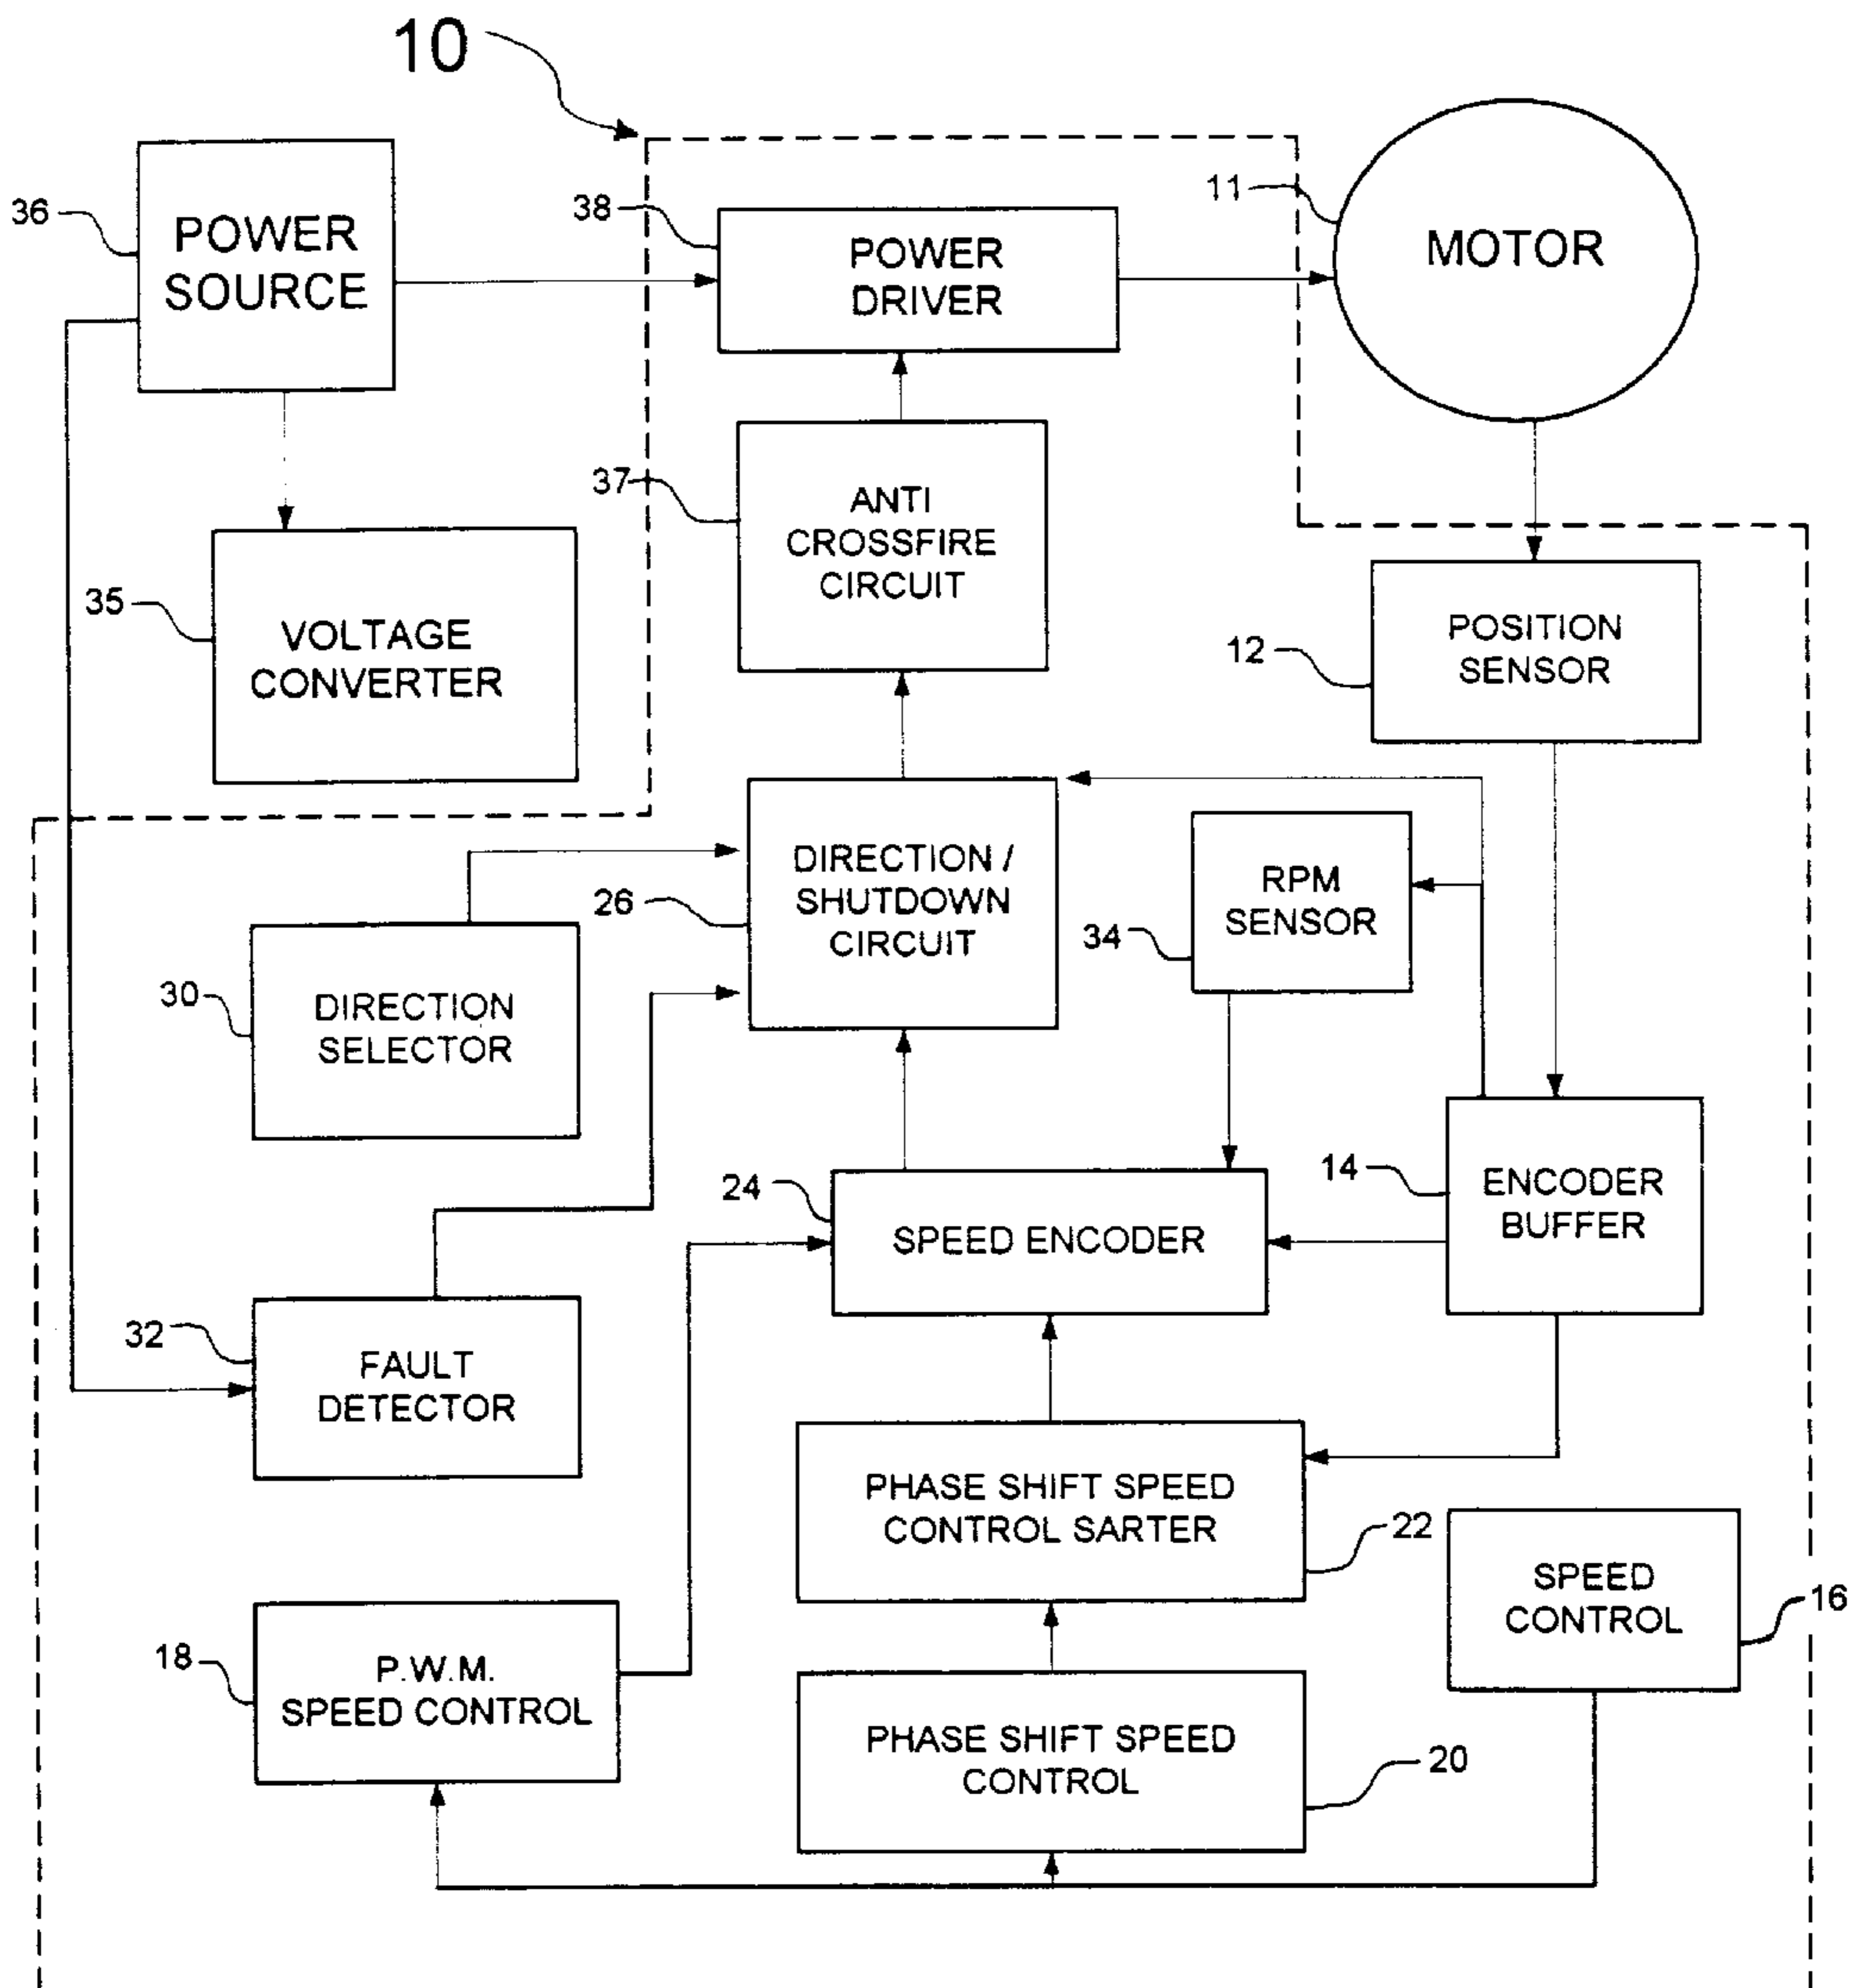 10
36
POWER
SOURCE
38
POWER
DRIVER
11
MOTOR
37
ANTI
CROSSFIRE
CIRCUIT
35
VOLTAGE
CONVERTER
12
POSITION
SENSOR
26
DIRECTION /
SHUTDOWN
CIRCUIT
34
RPM
SENSOR
30
DIRECTION
SELECTOR
24
SPEED ENCODER
14
ENCODER
BUFFER
32
FAULT
DETECTOR
PHASE SHIFT SPEED
CONTROL SARTER
22
SPEED
CONTROL
16
18
P.W.M.
SPEED CONTROL
PHASE SHIFT SPEED
CONTROL
20